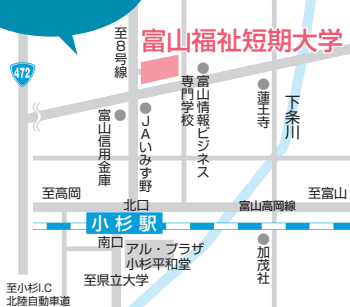 至8号線
富山福祉短期大学
472
富山信用金庫
JAいみず野
富山情報ビジネス
専門学校
蓮王寺
下条川
至高岡
北口
富山高岡線
至富山
小杉駅
南口
アル・プラザ
小杉平和堂
加茂社
至県立大学
至小杉I.C
北陸自動車道